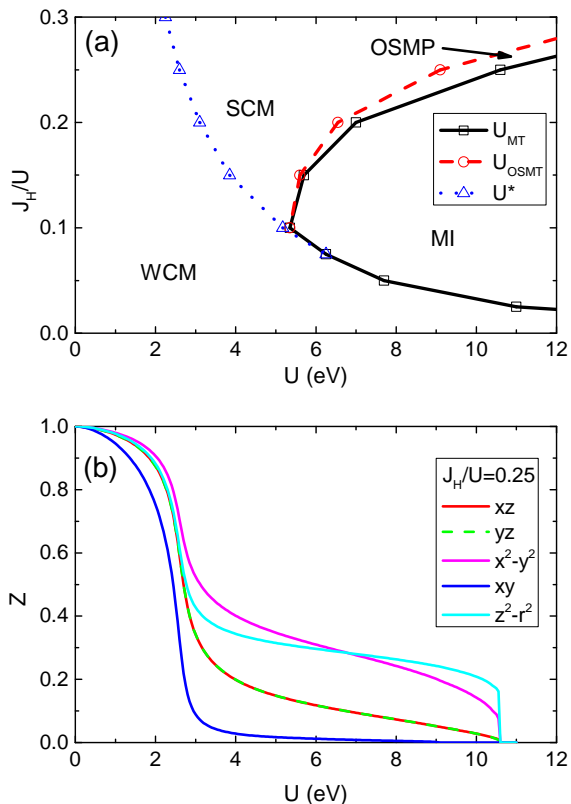 (a)
0.3
0.2
0.1
0.0
J_H/U
OSMP
SCM
U_MT
U_OSMT
U*
MI
WCM
0 2 4 6 8 10 12
U (eV)
(b)
1.0
0.8
0.6
0.4
0.2
0.0
Z
J_H/U=0.25
xz
yz
x²-y²
xy
z²-r²
0 2 4 6 8 10 12
U (eV)